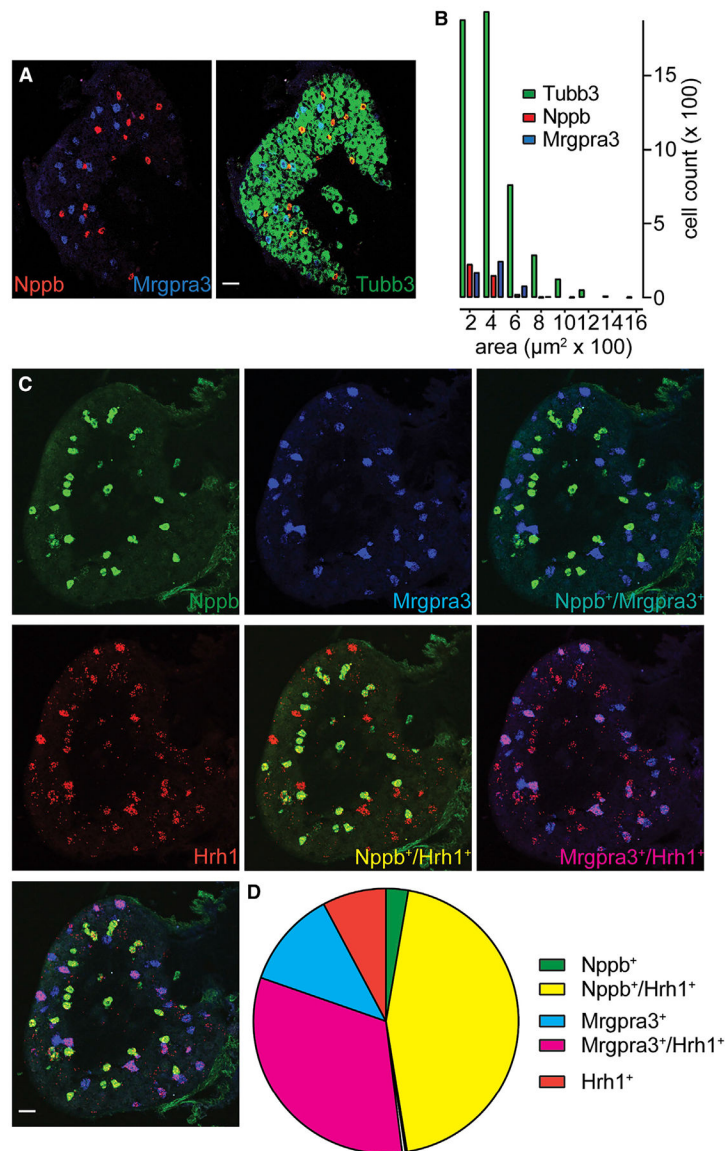 A
Nppb Mrgpra3
Tubb3
B
Tubb3
Nppb
Mrgpra3
15
10
5
0
cell count (x 100)
2 4 6 8 10 12 14 16
area (µm² x 100)
C
Nppb
Mrgpra3
Nppb⁺/Mrgpra3⁺
Hrh1
Nppb⁺/Hrh1⁺
Mrgpra3⁺/Hrh1⁺
D
Nppb⁺
Nppb⁺/Hrh1⁺
Mrgpra3⁺
Mrgpra3⁺/Hrh1⁺
Hrh1⁺